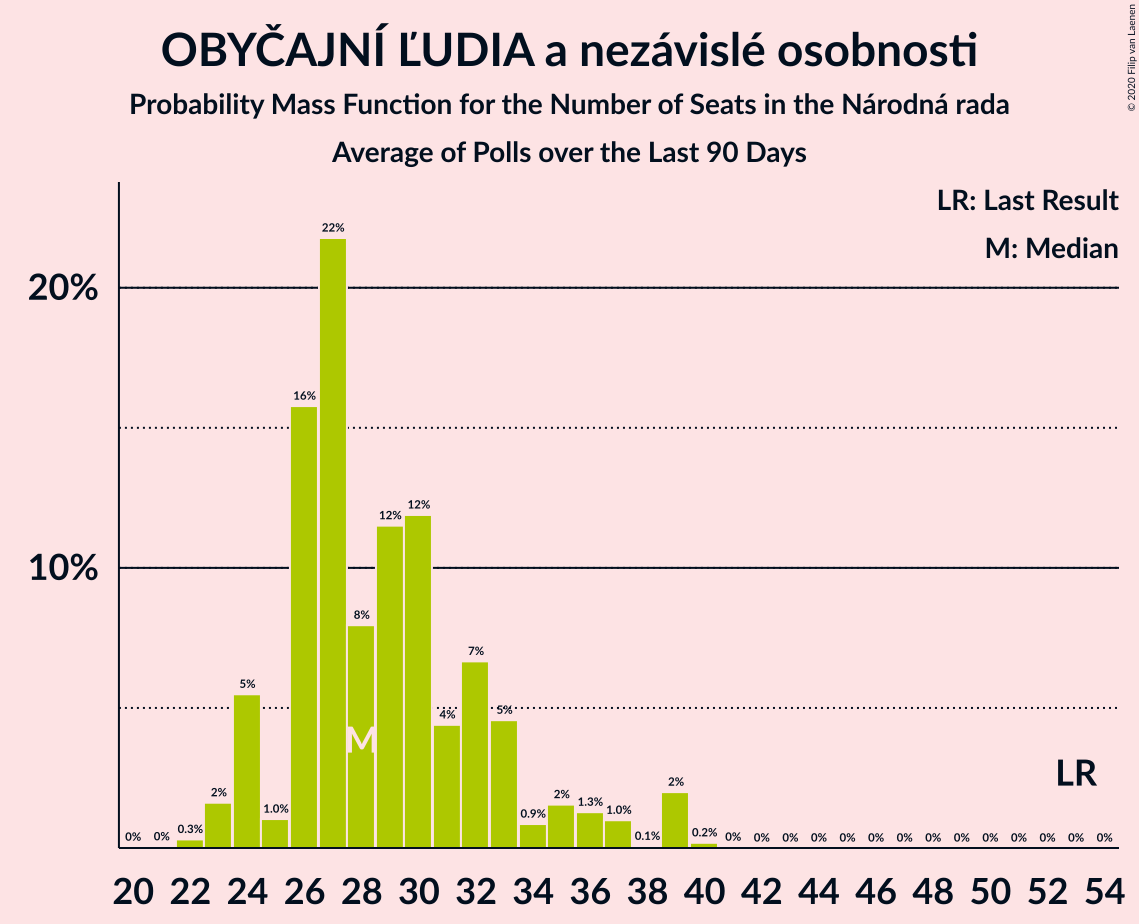 OBYČAJNÍ ĽUDIA a nezávislé osobnosti
Probability Mass Function for the Number of Seats in the Národná rada
Average of Polls over the Last 90 Days
© 2020 Filip van Laenen
LR: Last Result
M: Median
20%
10%
0% 0% 0.3% 2% 5% 1.0% 16% 22% 8% 12% 12% 4% 7% 5% 0.9% 2% 1.3% 1.0% 0.1% 2% 0.2% 0% 0% 0% 0% 0% 0% 0% 0% 0% 0% 0% 0% 0% 0%
M
LR
20 22 24 26 28 30 32 34 36 38 40 42 44 46 48 50 52 54